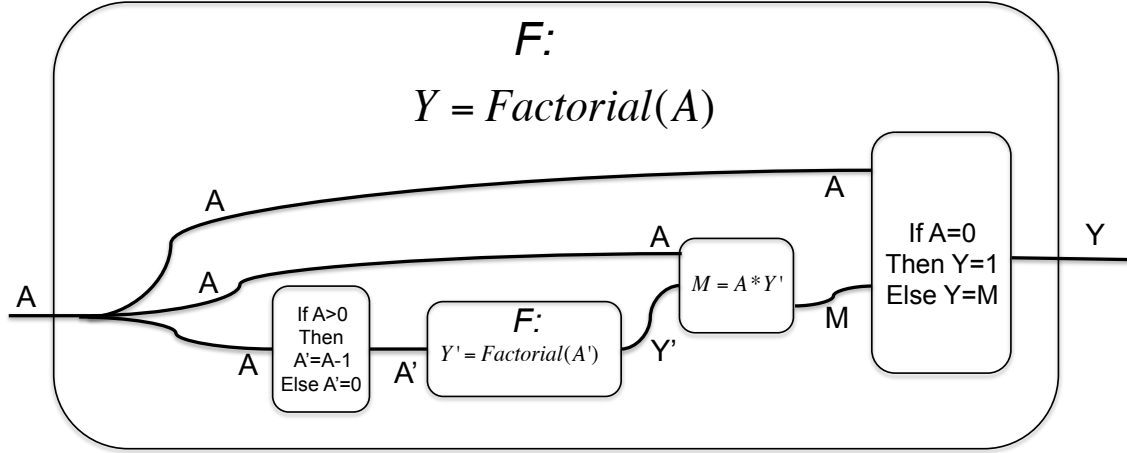 F:
Y = Factorial(A)
A
A
A
A
A
A
If A>0
Then
A’=A-1
Else A’=0
A’
F:
Y' = Factorial(A')
Y’
M = A*Y'
M
If A=0
Then Y=1
Else Y=M
Y